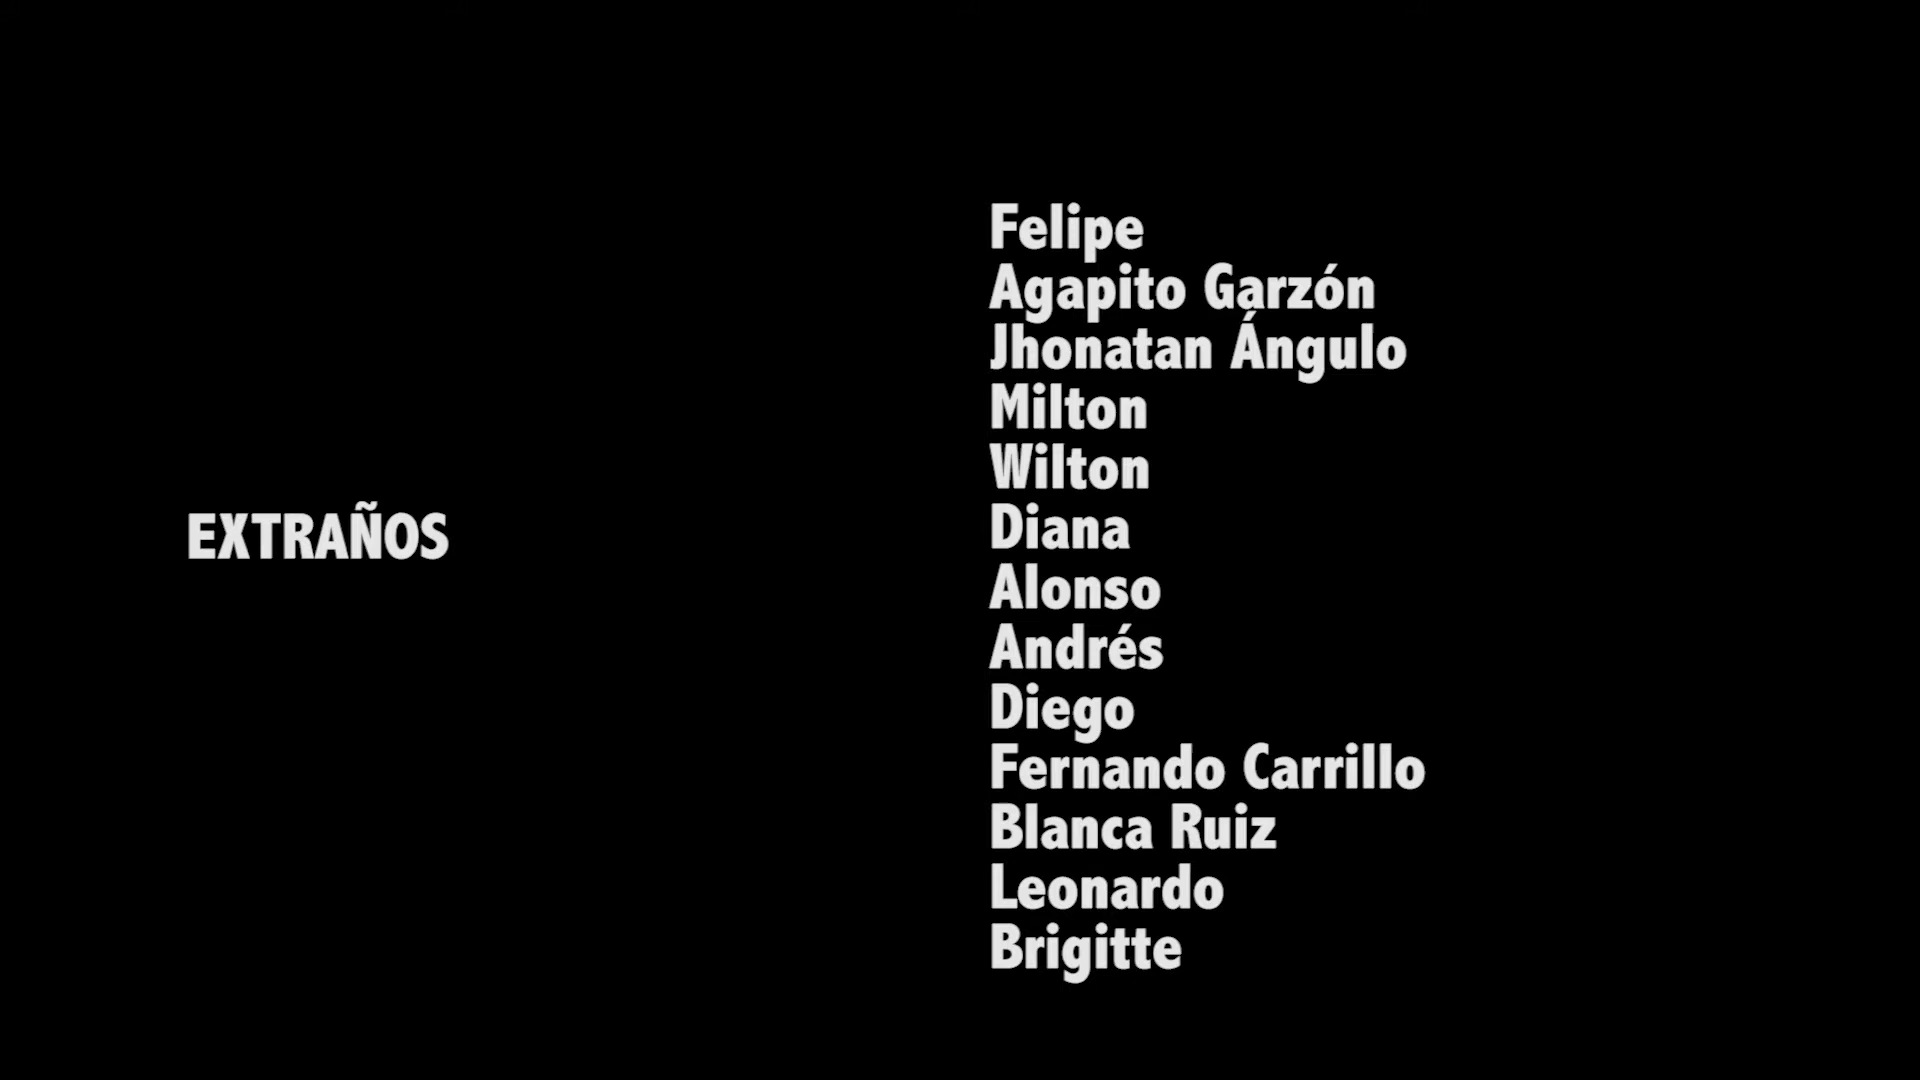 EXTRAÑOS
Felipe
Agapito Garzón
Jhonatan Ángulo
Milton
Wilton
Diana
Alonso
Andrés
Diego
Fernando Carrillo
Blanca Ruiz
Leonardo
Brigitte